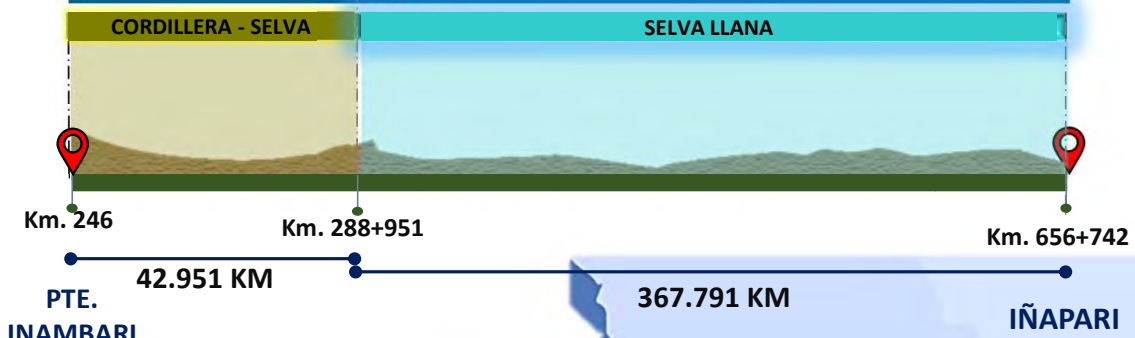 CORDILLERA - SELVA
SELVA LLANA
Km. 246
Km. 288+951
Km. 656+742
42.951 KM
367.791 KM
PTE.
INAMBARI
IÑAPARI